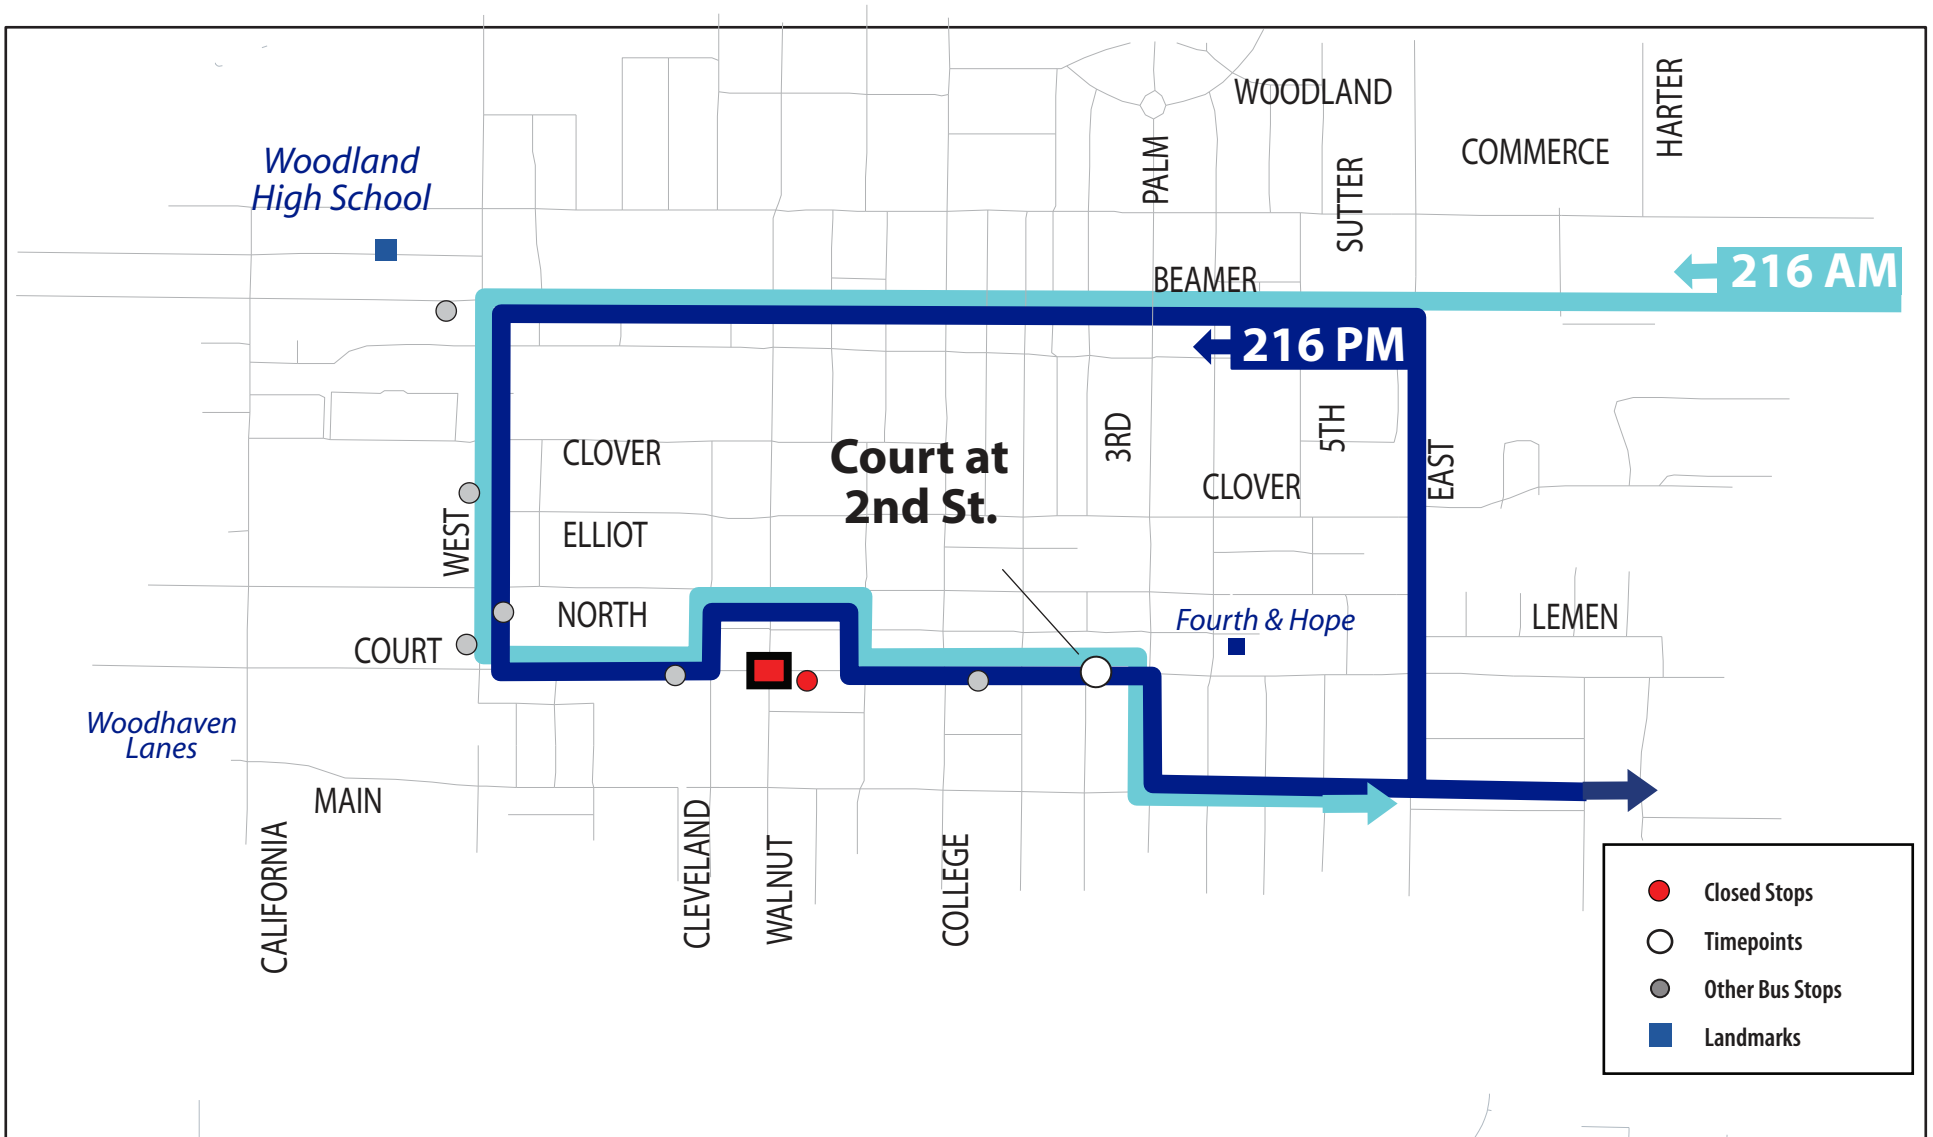 WOODLAND
HARTER
COMMERCE
PALM
SUTTER
Woodland
High School
BEAMER
216 AM
216 PM
CLOVER
Court at
2nd St.
3RD
5TH
EAST
CLOVER
WEST
ELLIOT
NORTH
Fourth & Hope
LEMEN
COURT
Woodhaven
Lanes
MAIN
CALIFORNIA
CLEVELAND
WALNUT
COLLEGE
Closed Stops
Timepoints
Other Bus Stops
Landmarks